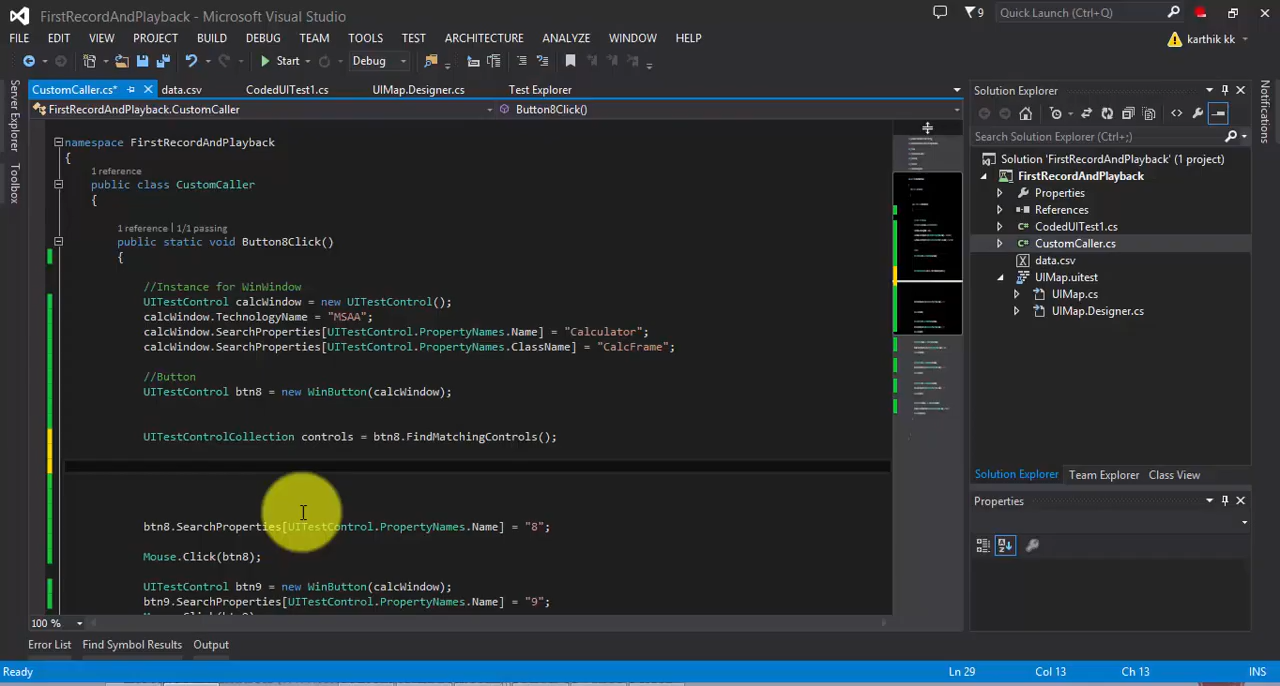 FirstRecordAndPlayback - Microsoft Visual Studio
9
Quick Launch (Ctrl+Q)
FILE EDIT VIEW PROJECT BUILD DEBUG TEAM TOOLS TEST ARCHITECTURE ANALYZE WINDOW HELP
karthik kk
Start
Debug
CustomCaller.cs*
data.csv
CodedUITest1.cs
UIMap.Designer.cs
Test Explorer
FirstRecordAndPlayback.CustomCaller
Button8Click()
Server Explorer
Toolbox
namespace FirstRecordAndPlayback
{
1 reference
public class CustomCaller
{
1 reference | 1/1 passing
public static void Button8Click()
{
//Instance for WinWindow
UITestControl calcWindow = new UITestControl();
calcWindow.TechnologyName = "MSAA";
calcWindow.SearchProperties[UITestControl.PropertyNames.Name] = "Calculator";
calcWindow.SearchProperties[UITestControl.PropertyNames.ClassName] = "CalcFrame";
//Button
UITestControl btn8 = new WinButton(calcWindow);
UITestControlCollection controls = btn8.FindMatchingControls();
btn8.SearchProperties[UITestControl.PropertyNames.Name] = "8";
Mouse.Click(btn8);
UITestControl btn9 = new WinButton(calcWindow);
btn9.SearchProperties[UITestControl.PropertyNames.Name] = "9";
100 %
Solution Explorer
Search Solution Explorer (Ctrl+;)
Solution 'FirstRecordAndPlayback' (1 project)
FirstRecordAndPlayback
Properties
References
CodedUITest1.cs
CustomCaller.cs
data.csv
UIMap.uitest
UIMap.cs
UIMap.Designer.cs
Solution Explorer Team Explorer Class View
Properties
Notifications
Error List Find Symbol Results Output
Ready
Ln 29
Col 13
Ch 13
INS